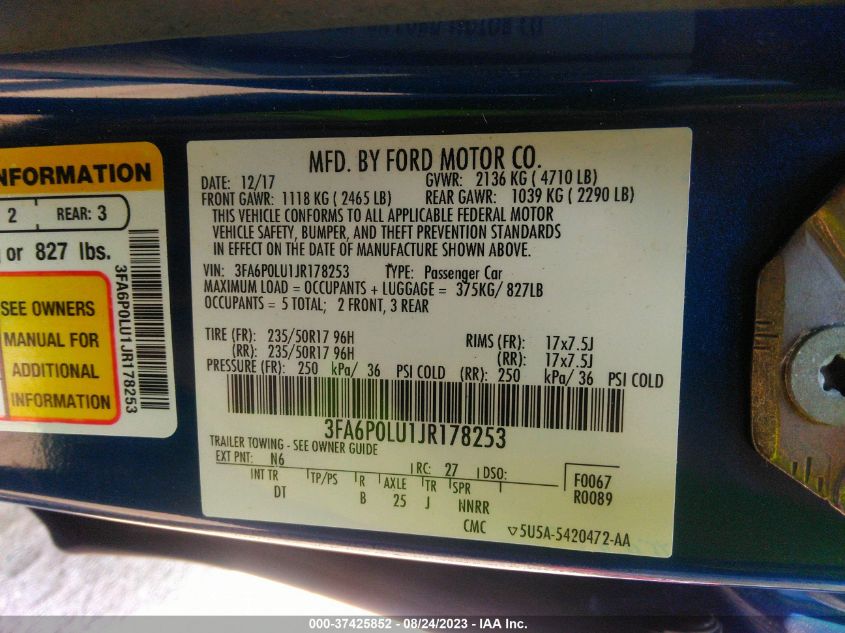 NFORMATION
2 REAR: 3
or 827 lbs.
SEE OWNERS
MANUAL FOR
ADDITIONAL
INFORMATION
3FA6P0LU1JR178253
MFD. BY FORD MOTOR CO.
DATE: 12/17 GVWR: 2136 KG ( 4710 LB)
FRONT GAWR: 1118 KG ( 2465 LB) REAR GAWR: 1039 KG ( 2290 LB)
THIS VEHICLE CONFORMS TO ALL APPLICABLE FEDERAL MOTOR
VEHICLE SAFETY, BUMPER, AND THEFT PREVENTION STANDARDS
IN EFFECT ON THE DATE OF MANUFACTURE SHOWN ABOVE.
VIN: 3FA6P0LU1JR178253 TYPE: Passenger Car
MAXIMUM LOAD = OCCUPANTS + LUGGAGE = 375KG/ 827LB
OCCUPANTS = 5 TOTAL; 2 FRONT, 3 REAR
TIRE (FR): 235/50R17 96H RIMS (FR): 17x7.5J
(RR): 235/50R17 96H (RR): 17x7.5J
PRESSURE (FR): 250 kPa/ 36 PSI COLD (RR): 250 kPa/ 36 PSI COLD
3FA6P0LU1JR178253
TRAILER TOWING - SEE OWNER GUIDE
EXT PNT: N6 RC: 27 DSO: F0067
INT TR TP/PS R AXLE TR SPR R0089
DT B 25 J NNRR
CMC 5U5A-5420472-AA
000-37425852 - 08/24/2023 - IAA Inc.